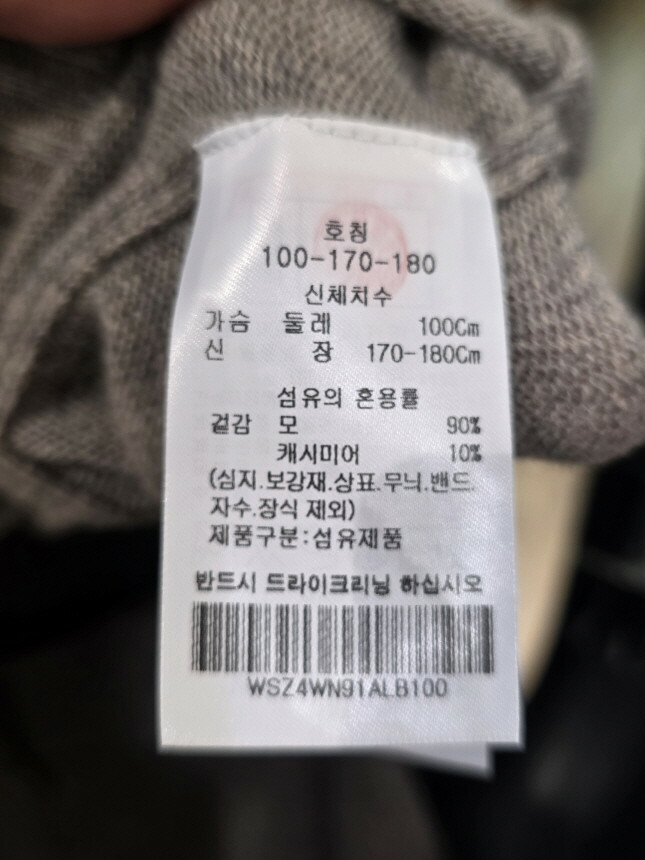 호칭
100-170-180
신체치수
가슴 둘레 100Cm
신 장 170-180Cm
섬유의 혼용률
겉감 모 90%
캐시미어 10%
(심지.보강재.상표.무늬.밴드.
자수.장식 제외)
제품구분:섬유제품
반드시 드라이크리닝 하십시오
WSZ4WN91ALB100